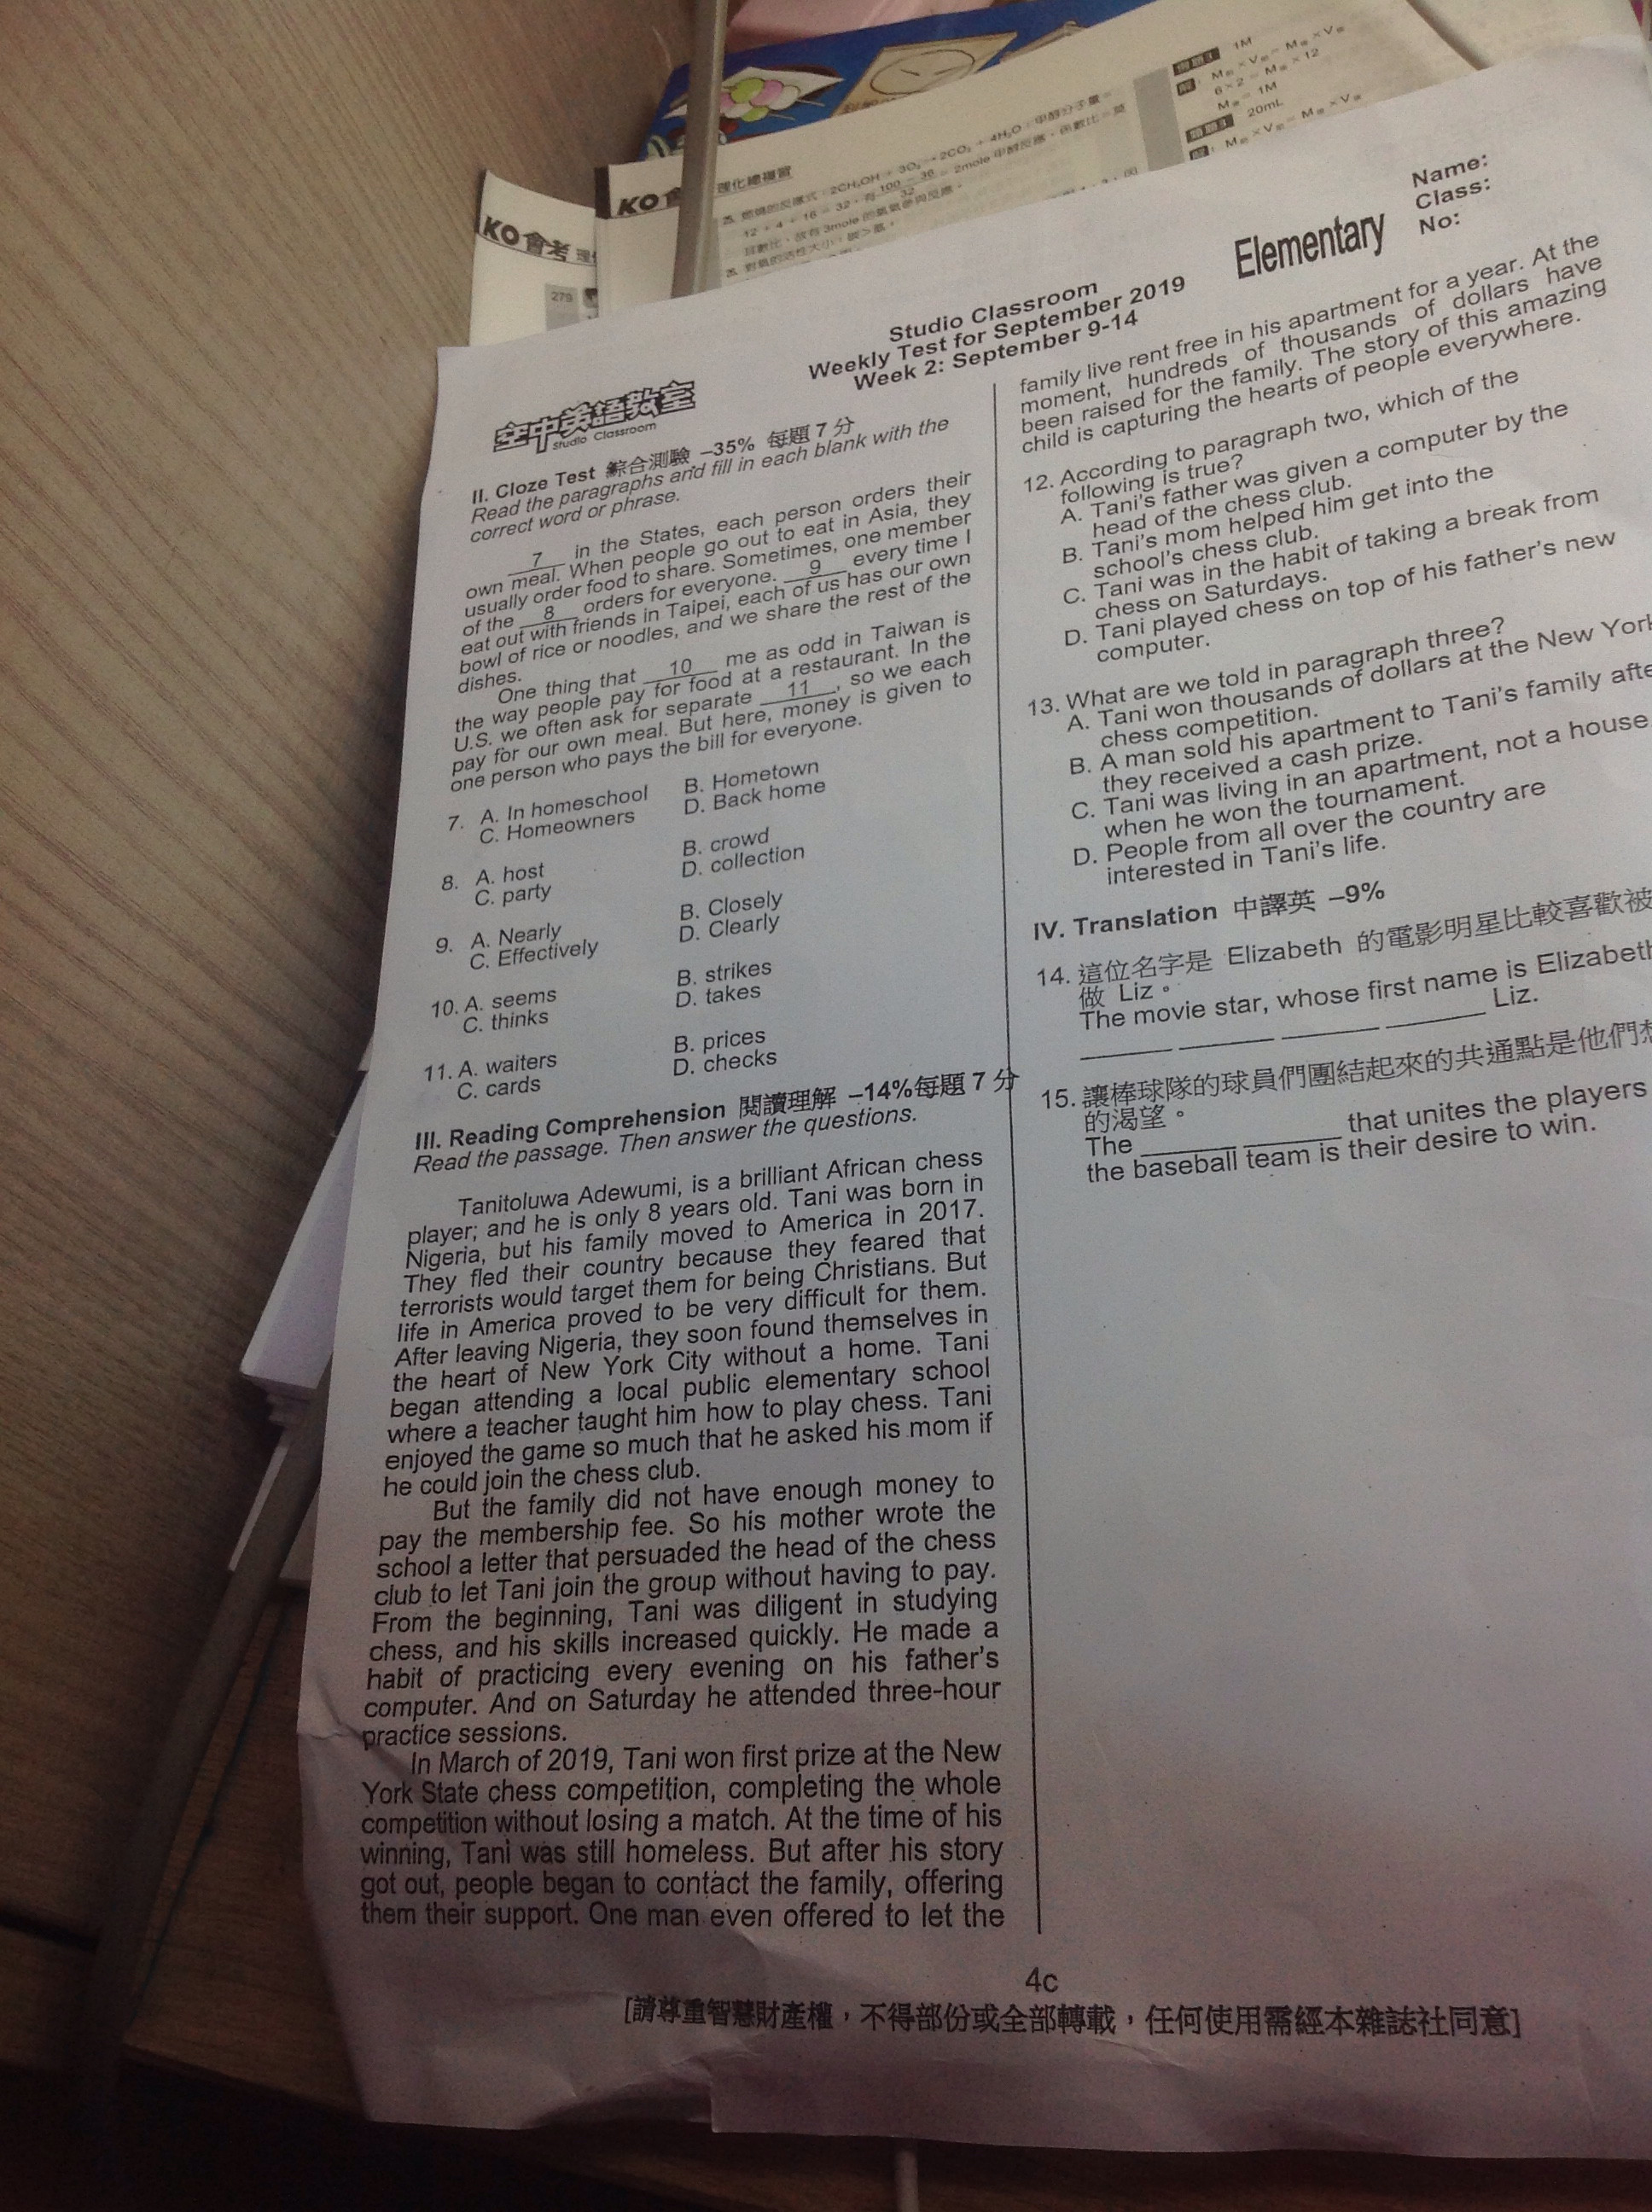 KO 會考
279
KO
理化總複習
1M
6×2
×12
1M
20mL
Studio Classroom
Weekly Test for September 2019
Week 2: September 9-14
Elementary
Name:
Class:
No:
空中英語教室
Studio Classroom
II. Cloze Test 綜合測驗 –35% 每題 7 分
Read the paragraphs and fill in each blank with the
correct word or phrase.
7 in the States, each person orders their
own meal. When people go out to eat in Asia, they
usually order food to share. Sometimes, one member
of the 8 orders for everyone. 9 every time I
eat out with friends in Taipei, each of us has our own
bowl of rice or noodles, and we share the rest of the
dishes.
One thing that 10 me as odd in Taiwan is
the way people pay for food at a restaurant. In the
U.S. we often ask for separate 11, so we each
pay for our own meal. But here, money is given to
one person who pays the bill for everyone.
7. A. In homeschool B. Hometown
C. Homeowners D. Back home
8. A. host B. crowd
C. party D. collection
9. A. Nearly B. Closely
C. Effectively D. Clearly
10. A. seems B. strikes
C. thinks D. takes
11. A. waiters B. prices
C. cards D. checks
III. Reading Comprehension 閱讀理解 –14%每題 7 分
Read the passage. Then answer the questions.
Tanitoluwa Adewumi, is a brilliant African chess
player; and he is only 8 years old. Tani was born in
Nigeria, but his family moved to America in 2017.
They fled their country because they feared that
terrorists would target them for being Christians. But
life in America proved to be very difficult for them.
After leaving Nigeria, they soon found themselves in
the heart of New York City without a home. Tani
began attending a local public elementary school
where a teacher taught him how to play chess. Tani
enjoyed the game so much that he asked his mom if
he could join the chess club.
But the family did not have enough money to
pay the membership fee. So his mother wrote the
school a letter that persuaded the head of the chess
club to let Tani join the group without having to pay.
From the beginning, Tani was diligent in studying
chess, and his skills increased quickly. He made a
habit of practicing every evening on his father's
computer. And on Saturday he attended three-hour
practice sessions.
In March of 2019, Tani won first prize at the New
York State chess competition, completing the whole
competition without losing a match. At the time of his
winning, Tani was still homeless. But after his story
got out, people began to contact the family, offering
them their support. One man even offered to let the
family live rent free in his apartment for a year. At the
moment, hundreds of thousands of dollars have
been raised for the family. The story of this amazing
child is capturing the hearts of people everywhere.
12. According to paragraph two, which of the
following is true?
A. Tani's father was given a computer by the
head of the chess club.
B. Tani's mom helped him get into the
school's chess club.
C. Tani was in the habit of taking a break from
chess on Saturdays.
D. Tani played chess on top of his father's new
computer.
13. What are we told in paragraph three?
A. Tani won thousands of dollars at the New York
chess competition.
B. A man sold his apartment to Tani's family afte
they received a cash prize.
C. Tani was living in an apartment, not a house
when he won the tournament.
D. People from all over the country are
interested in Tani's life.
IV. Translation 中譯英 –9%
14. 這位名字是 Elizabeth 的電影明星比較喜歡被
做 Liz。
The movie star, whose first name is Elizabeth
Liz.
15. 讓棒球隊的球員們團結起來的共通點是他們想
的渴望。
The that unites the players
the baseball team is their desire to win.
4c
[請尊重智慧財產權，不得部份或全部轉載，任何使用需經本雜誌社同意]